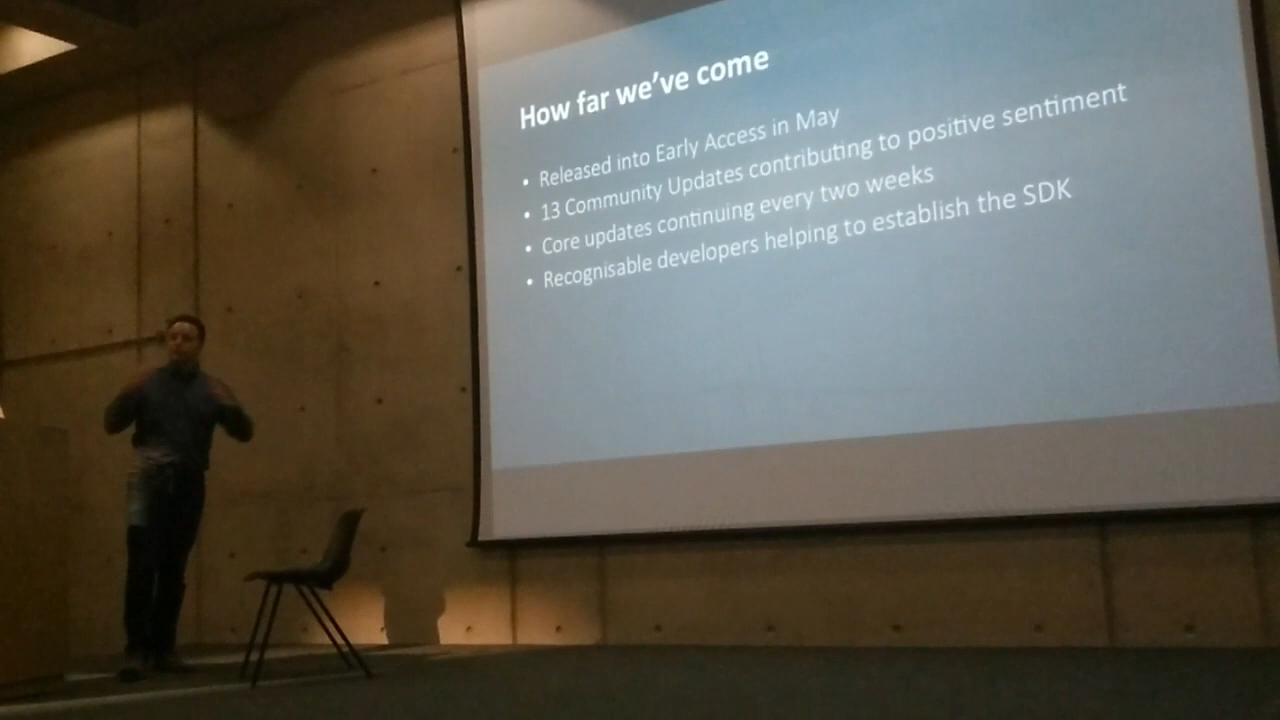 How far we've come
• Released into Early Access in May
• 13 Community Updates contributing to positive sentiment
• Core updates continuing every two weeks
• Recognisable developers helping to establish the SDK